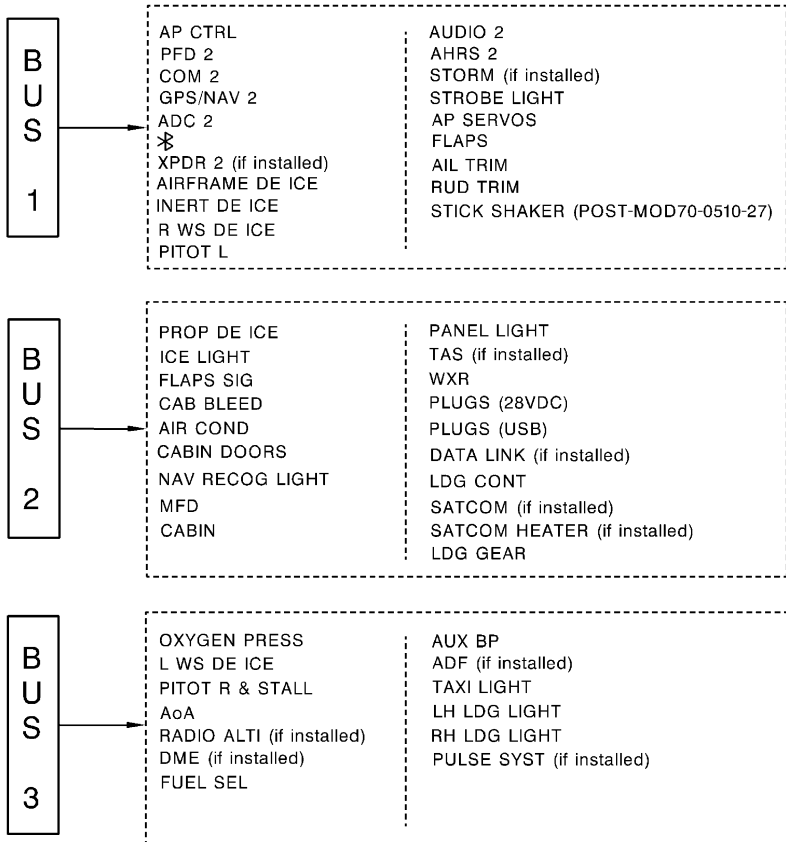 BUS 1
AP CTRL
PFD 2
COM 2
GPS/NAV 2
ADC 2
XPDR 2 (if installed)
AIRFRAME DE ICE
INERT DE ICE
R WS DE ICE
PITOT L
AUDIO 2
AHRS 2
STORM (if installed)
STROBE LIGHT
AP SERVOS
FLAPS
AIL TRIM
RUD TRIM
STICK SHAKER (POST-MOD70-0510-27)
BUS 2
PROP DE ICE
ICE LIGHT
FLAPS SIG
CAB BLEED
AIR COND
CABIN DOORS
NAV RECOG LIGHT
MFD
CABIN
PANEL LIGHT
TAS (if installed)
WXR
PLUGS (28VDC)
PLUGS (USB)
DATA LINK (if installed)
LDG CONT
SATCOM (if installed)
SATCOM HEATER (if installed)
LDG GEAR
BUS 3
OXYGEN PRESS
L WS DE ICE
PITOT R & STALL
AoA
RADIO ALTI (if installed)
DME (if installed)
FUEL SEL
AUX BP
ADF (if installed)
TAXI LIGHT
LH LDG LIGHT
RH LDG LIGHT
PULSE SYST (if installed)